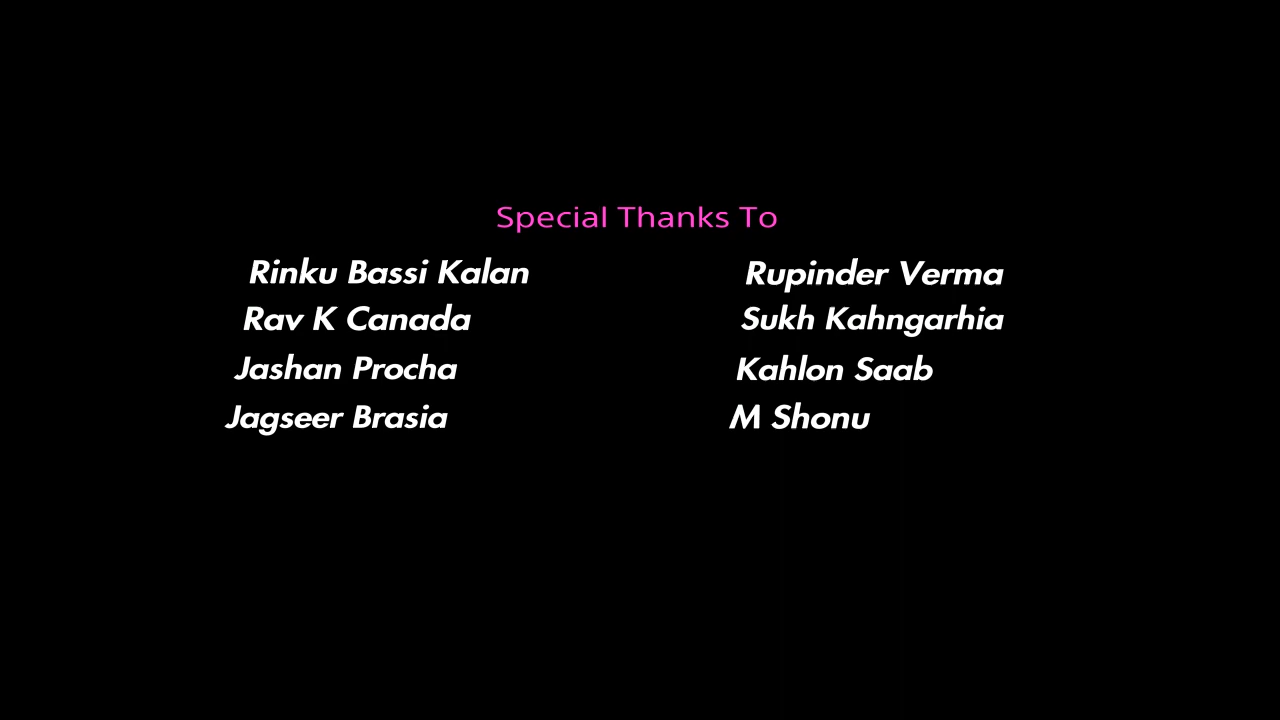 Special Thanks To
Rinku Bassi Kalan
Rupinder Verma
Rav K Canada
Sukh Kahngarhia
Jashan Procha
Kahlon Saab
Jagseer Brasia
M Shonu